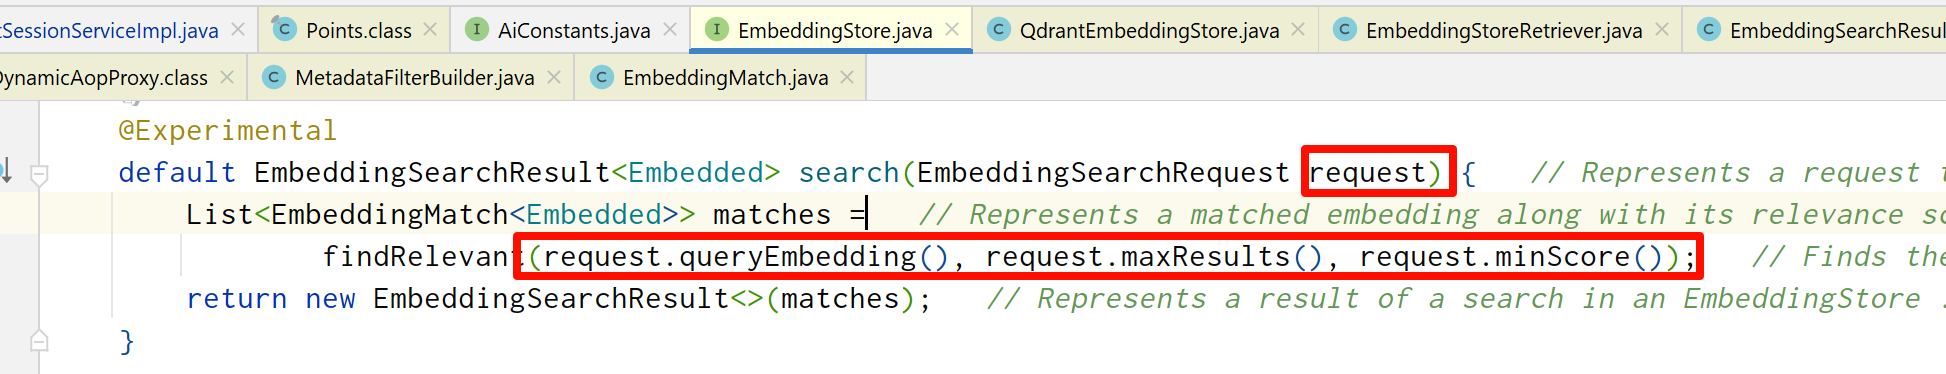 tSessionServiceImpl.java Points.class AiConstants.java EmbeddingStore.java QdrantEmbeddingStore.java EmbeddingStoreRetriever.java EmbeddingSearchResul
DynamicAopProxy.class MetadataFilterBuilder.java EmbeddingMatch.java
@Experimental
default EmbeddingSearchResult<Embedded> search(EmbeddingSearchRequest request) { // Represents a request t
List<EmbeddingMatch<Embedded>> matches = // Represents a matched embedding along with its relevance sc
findRelevant(request.queryEmbedding(), request.maxResults(), request.minScore()); // Finds the
return new EmbeddingSearchResult<>(matches); // Represents a result of a search in an EmbeddingStore .
}